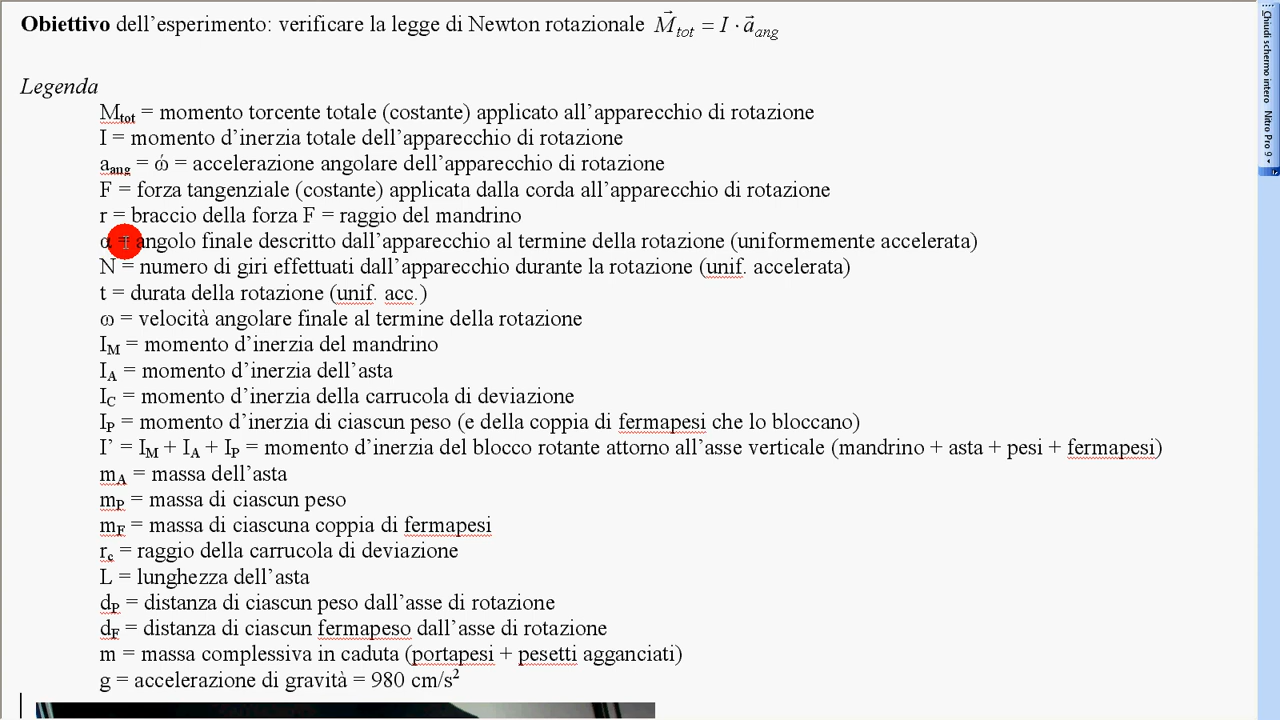 Obiettivo dell'esperimento: verificare la legge di Newton rotazionale M⃗tot = I · a⃗ang
Legenda
Mtot = momento torcente totale (costante) applicato all'apparecchio di rotazione
I = momento d'inerzia totale dell'apparecchio di rotazione
aang = ώ = accelerazione angolare dell'apparecchio di rotazione
F = forza tangenziale (costante) applicata dalla corda all'apparecchio di rotazione
r = braccio della forza F = raggio del mandrino
α = angolo finale descritto dall'apparecchio al termine della rotazione (uniformemente accelerata)
N = numero di giri effettuati dall'apparecchio durante la rotazione (unif. accelerata)
t = durata della rotazione (unif. acc.)
ω = velocità angolare finale al termine della rotazione
IM = momento d'inerzia del mandrino
IA = momento d'inerzia dell'asta
IC = momento d'inerzia della carrucola di deviazione
IP = momento d'inerzia di ciascun peso (e della coppia di fermapesi che lo bloccano)
I' = IM + IA + IP = momento d'inerzia del blocco rotante attorno all'asse verticale (mandrino + asta + pesi + fermapesi)
mA = massa dell'asta
mP = massa di ciascun peso
mF = massa di ciascuna coppia di fermapesi
rc = raggio della carrucola di deviazione
L = lunghezza dell'asta
dP = distanza di ciascun peso dall'asse di rotazione
dF = distanza di ciascun fermapeso dall'asse di rotazione
m = massa complessiva in caduta (portapesi + pesetti agganciati)
g = accelerazione di gravità = 980 cm/s²
Chiudi schermo intero Nitro Pro 9